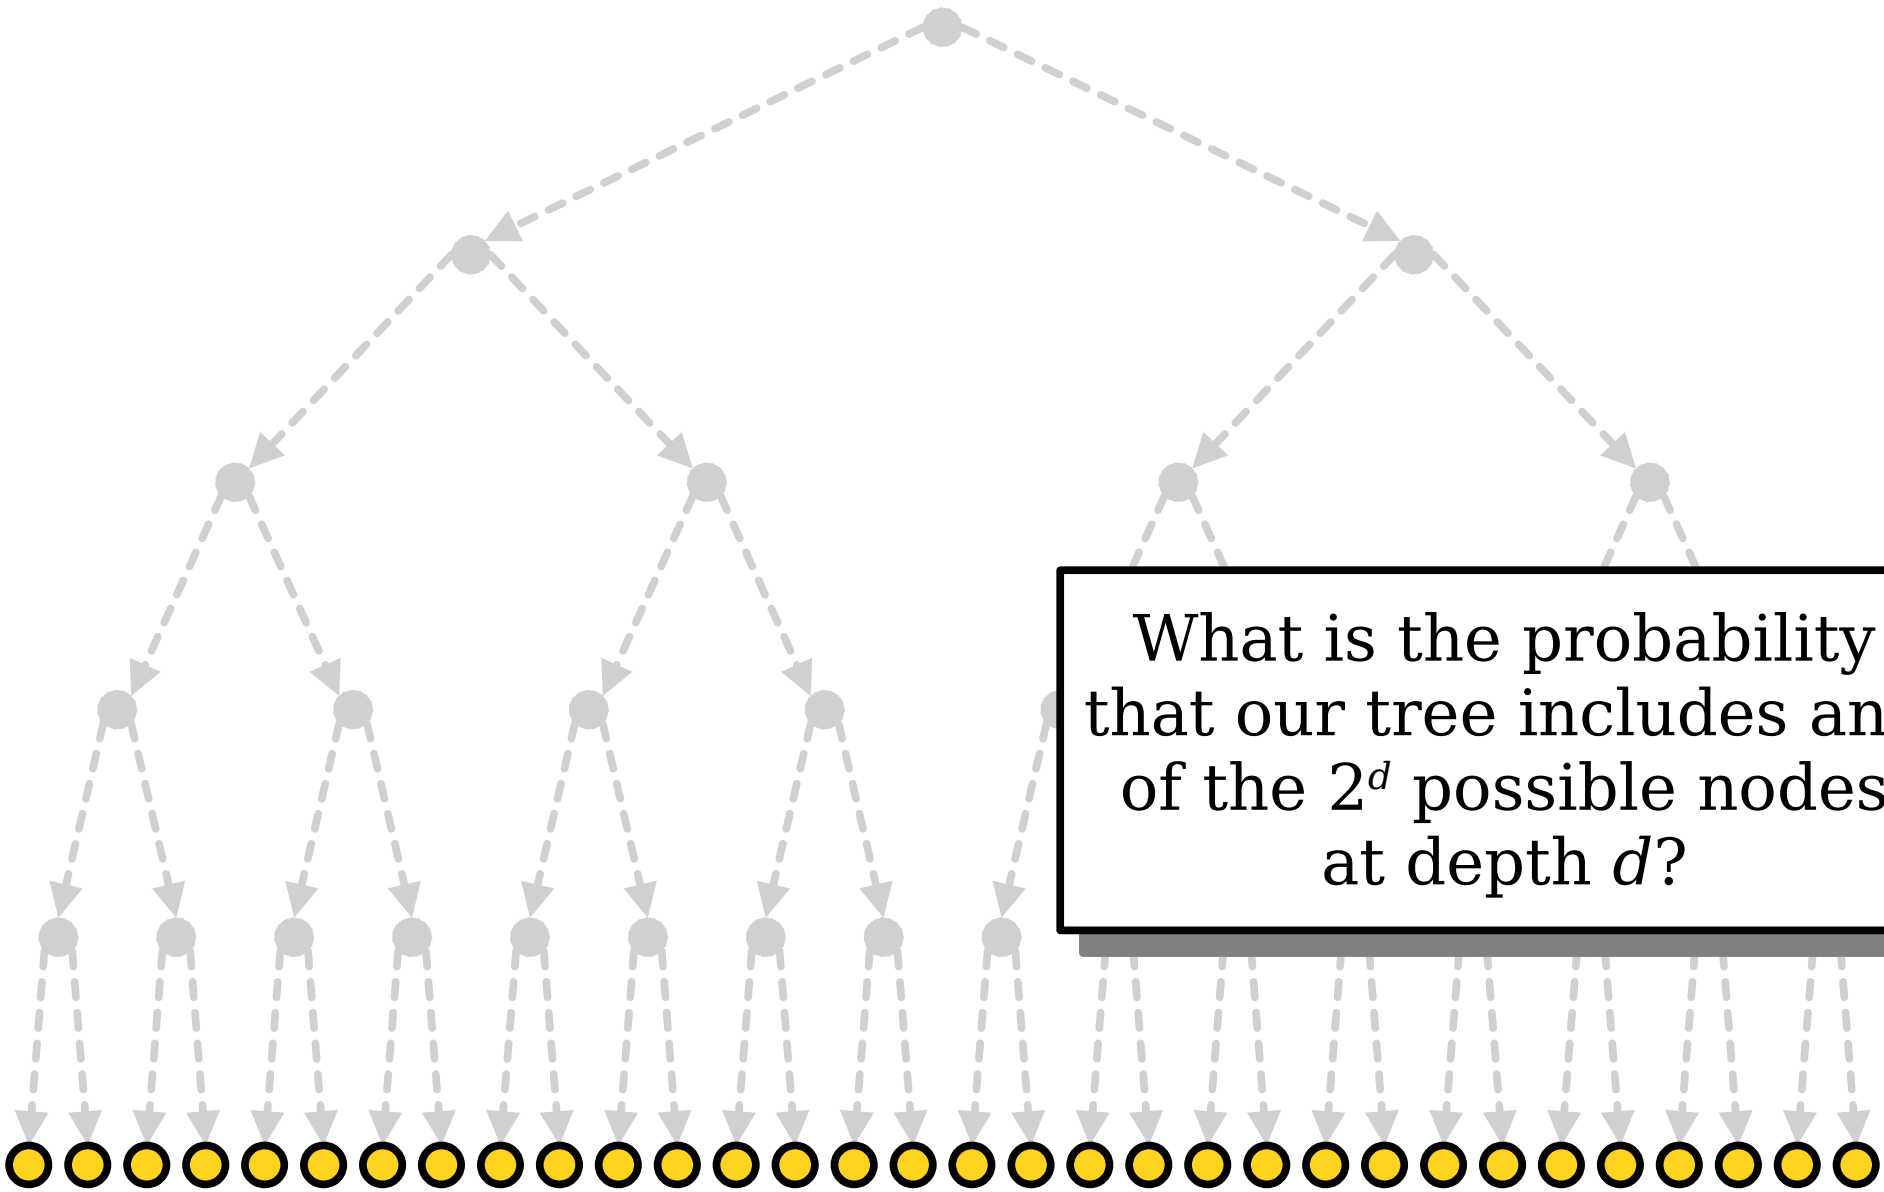 What is the probability
that our tree includes an
of the 2ᵈ possible nodes
at depth d?